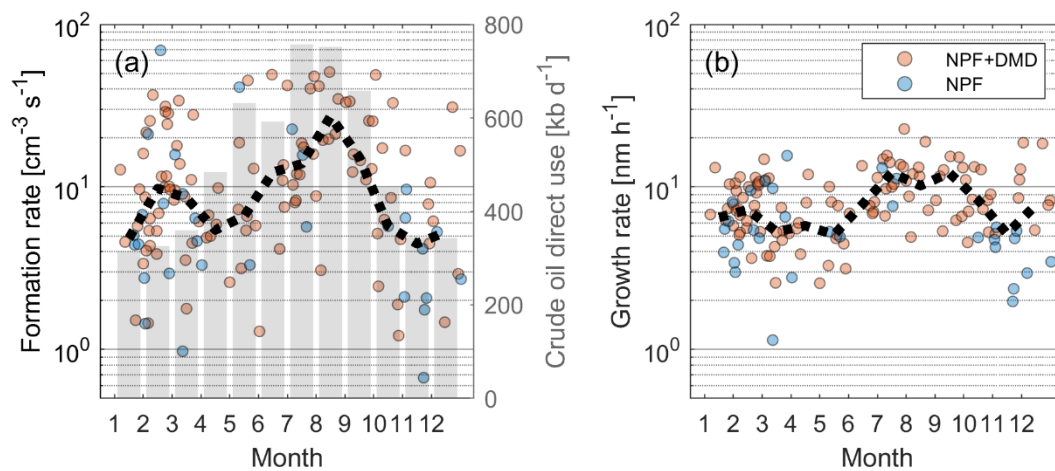 (a)
Formation rate [cm⁻³ s⁻¹]
10²
10¹
10⁰
1 2 3 4 5 6 7 8 9 10 11 12
Month
800
600
400
200
0
Crude oil direct use [kb d⁻¹]
(b)
NPF+DMD
NPF
Growth rate [nm h⁻¹]
10²
10¹
10⁰
1 2 3 4 5 6 7 8 9 10 11 12
Month